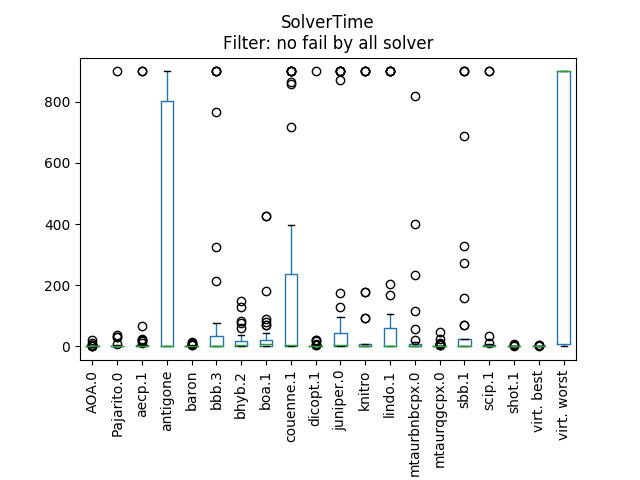 SolverTime
Filter: no fail by all solver
800
600
400
200
0
AOA.0
Pajarito.0
aecp.1
antigone
baron
bbb.3
bhyb.2
boa.1
couenne.1
dicopt.1
juniper.0
knitro
lindo.1
mtaurbnbcpx.0
mtaurqgcpx.0
sbb.1
scip.1
shot.1
virt. best
virt. worst